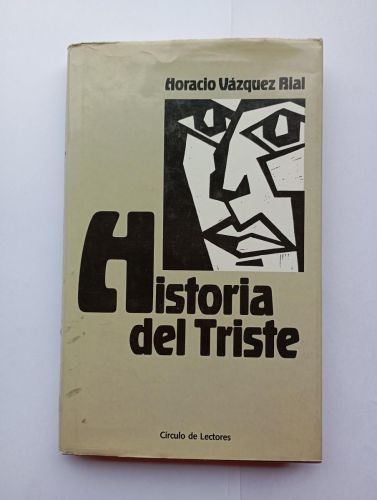 Horacio Vázquez Rial
Historia
del Triste
Círculo de Lectores